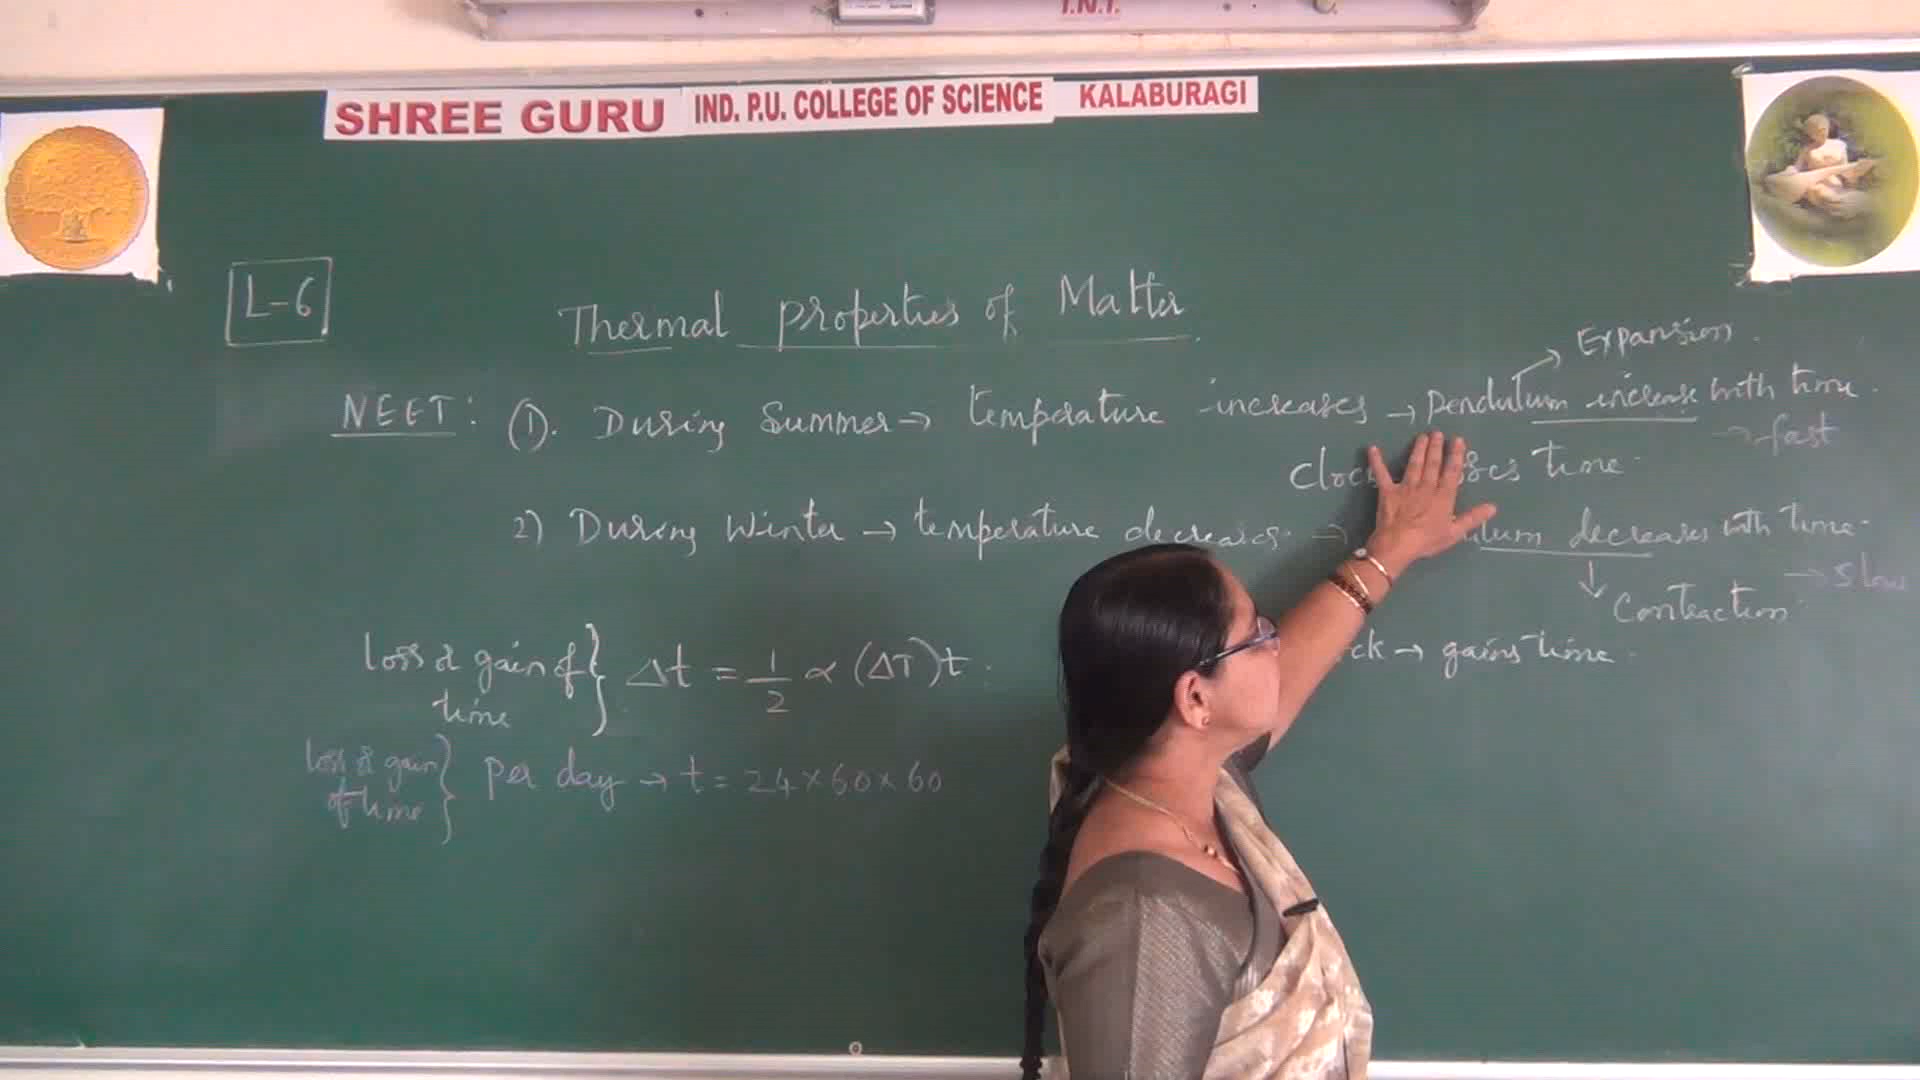 T.N.T.
SHREE GURU IND. P.U. COLLEGE OF SCIENCE KALABURAGI
L-6
Thermal properties of Matter
Expansion.
NEET: (1). During Summer → temperature increases → pendulum increase with time.
→ fast
Clock loses time.
2) During Winter → temperature decreases → decreases with time.
→ slow
Contraction
→ gains time.
loss & gain of time } Δt = 1/2 α (ΔT) t.
loss & gain of time } per day → t = 24 × 60 × 60